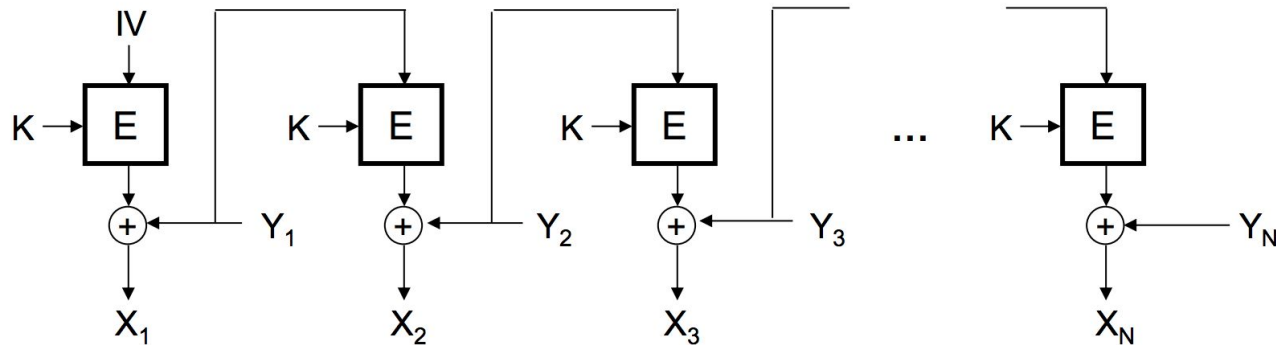 IV
K E K E K E ... K E
+ Y₁ + Y₂ + Y₃ + Yₙ
X₁ X₂ X₃ Xₙ